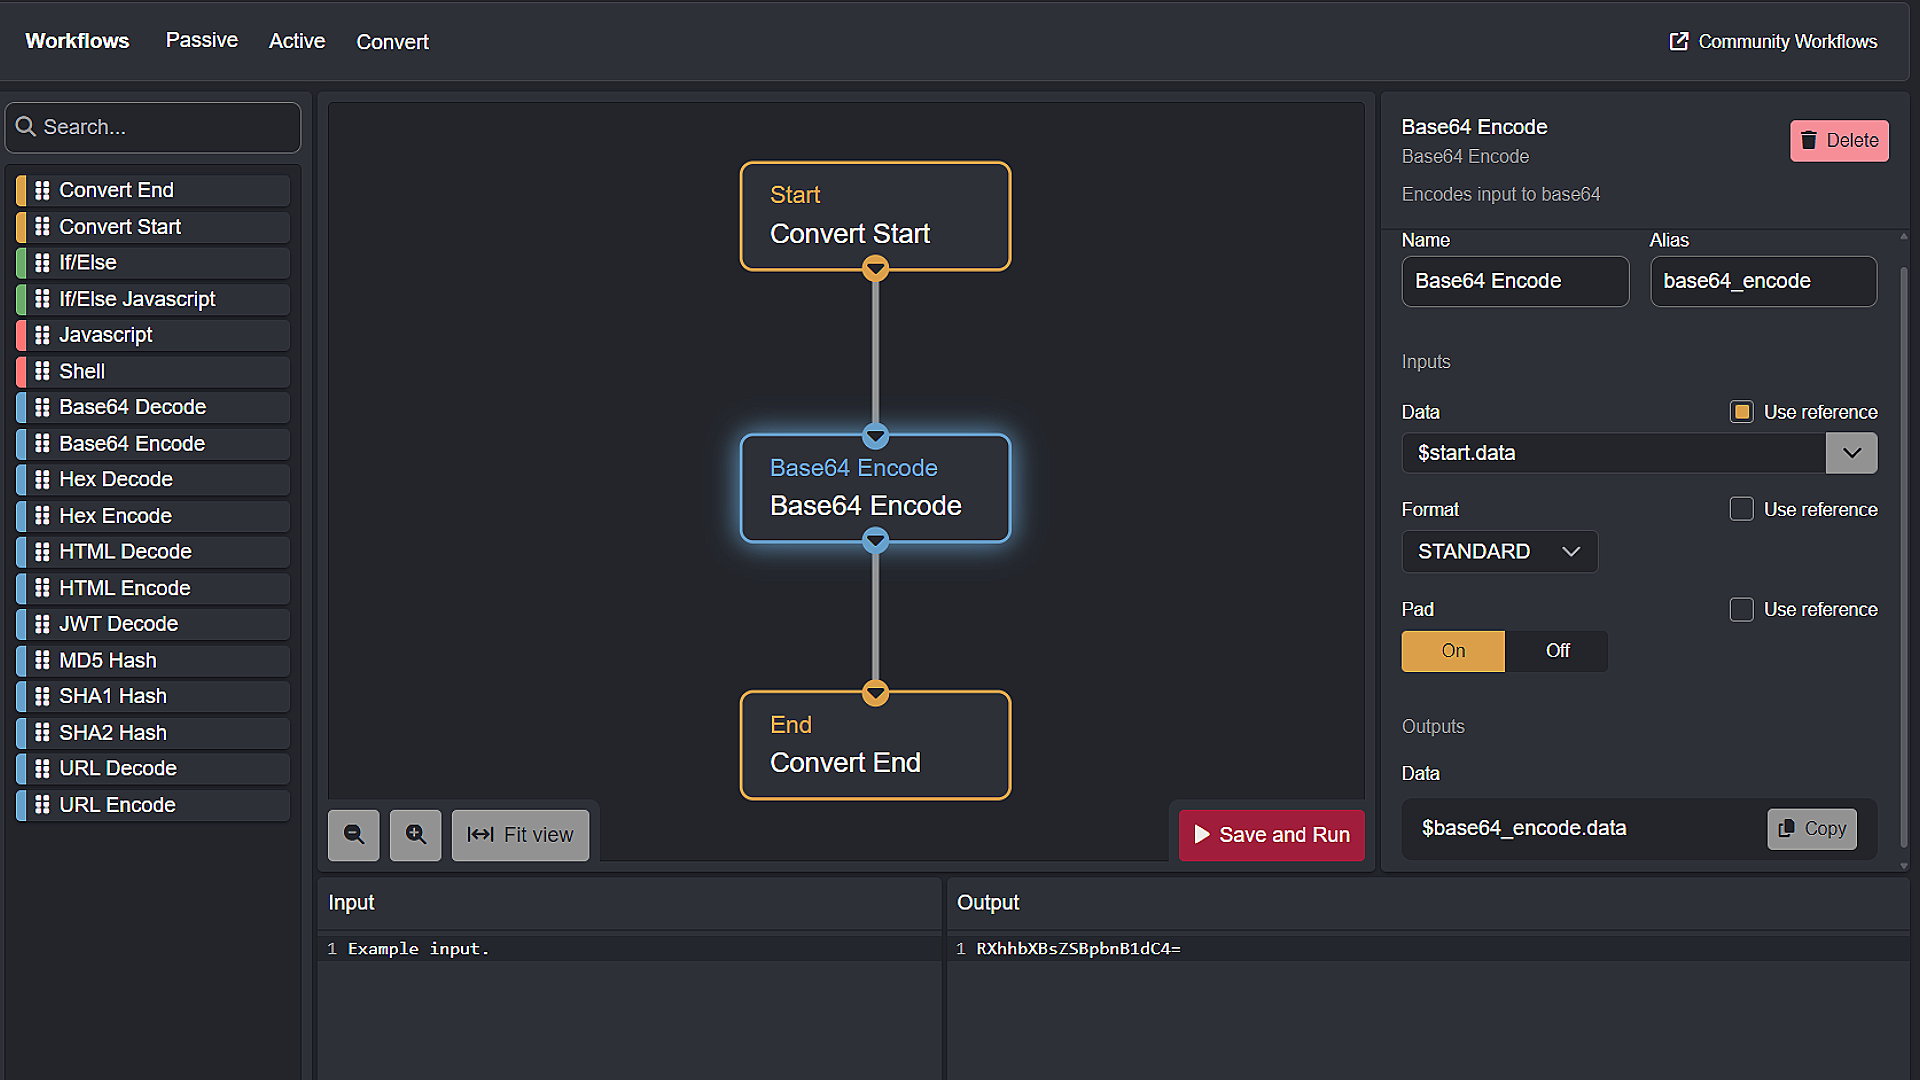 Workflows Passive Active Convert Community Workflows
Search...
Convert End
Convert Start
If/Else
If/Else Javascript
Javascript
Shell
Base64 Decode
Base64 Encode
Hex Decode
Hex Encode
HTML Decode
HTML Encode
JWT Decode
MD5 Hash
SHA1 Hash
SHA2 Hash
URL Decode
URL Encode
Start
Convert Start
Base64 Encode
Base64 Encode
End
Convert End
Fit view
Save and Run
Base64 Encode
Delete
Base64 Encode
Encodes input to base64
Name Alias
Base64 Encode base64_encode
Inputs
Data Use reference
$start.data
Format Use reference
STANDARD
Pad Use reference
On Off
Outputs
Data
$base64_encode.data Copy
Input
1 Example input.
Output
1 RXhhbXBsZSBpbnB1dC4=